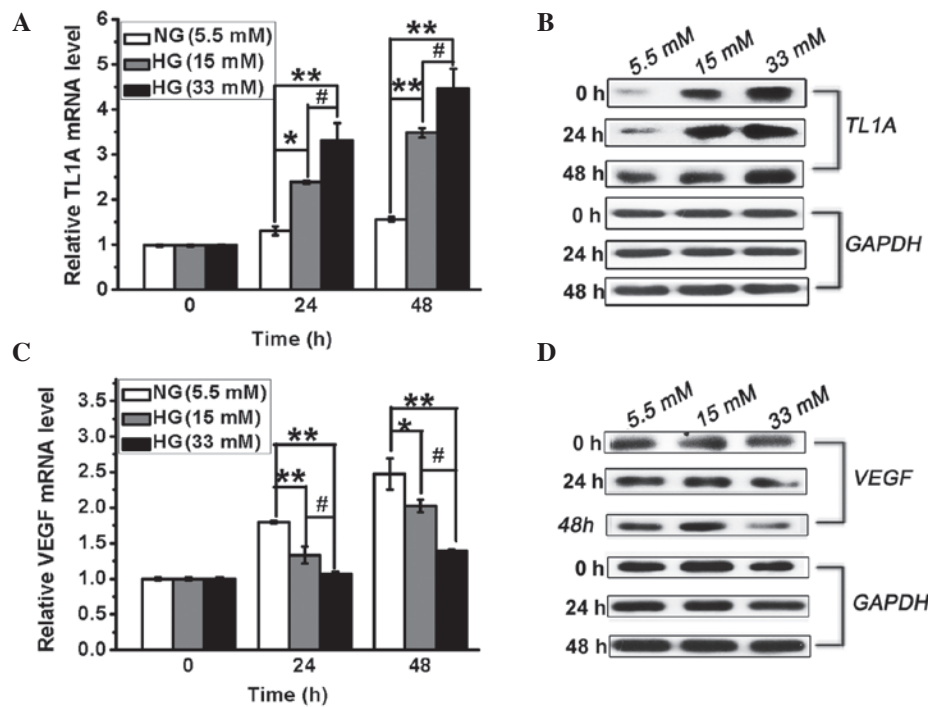 A
Relative TL1A mRNA level
6
5
4
3
2
1
0
NG (5.5 mM)
HG (15 mM)
HG (33 mM)
*
**
#
**
**
#
0
24
48
Time (h)
B
5.5 mM
15 mM
33 mM
0 h
24 h
48 h
TL1A
0 h
24 h
48 h
GAPDH
C
Relative VEGF mRNA level
3.5
3.0
2.5
2.0
1.5
1.0
0.5
0.0
NG (5.5 mM)
HG (15 mM)
HG (33 mM)
**
**
#
**
*
#
0
24
48
Time (h)
D
5.5 mM
15 mM
33 mM
0 h
24 h
48h
VEGF
0 h
24 h
48 h
GAPDH